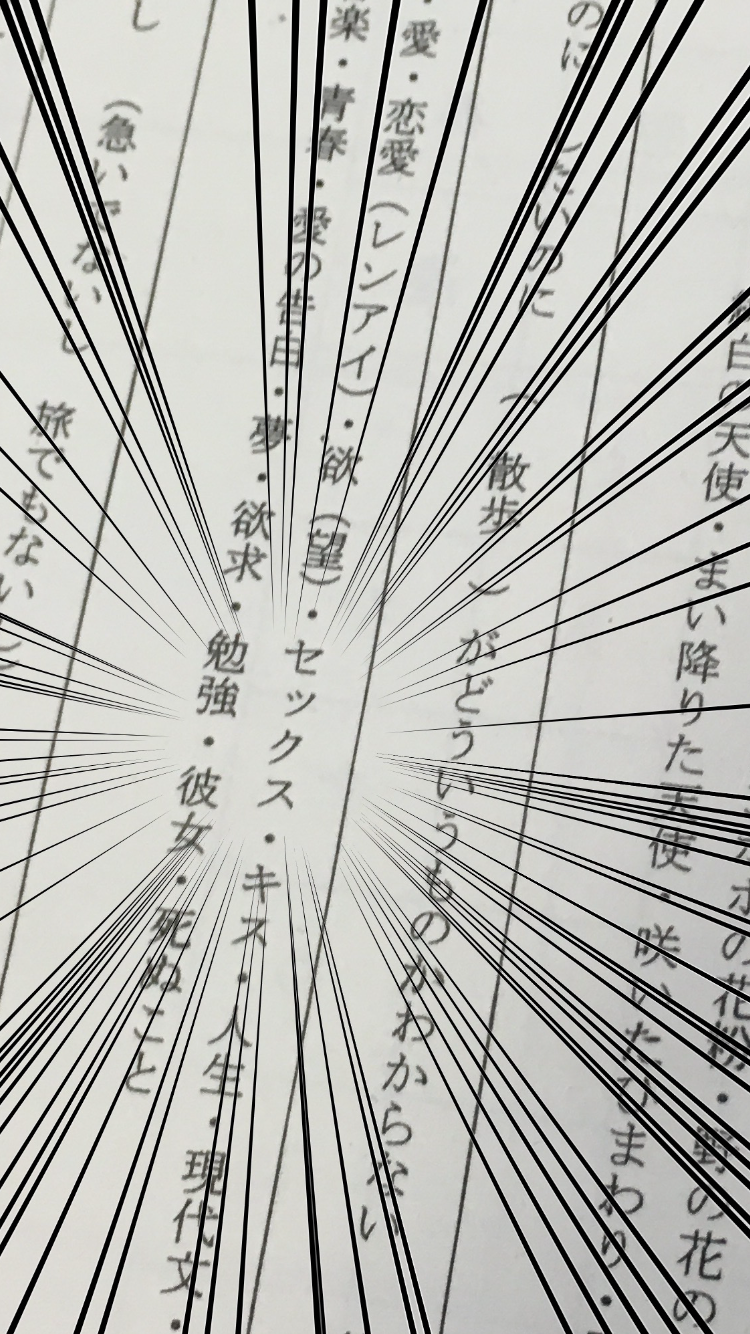 ポの花粉・野の花の
純白の天使・まい降りた天使・咲いたひまわり・
のに
いのに(散歩)がどういうものかわからない
・愛・恋愛(レンアイ)・欲(望)・セックス・キス・人生・現代文・
楽・青春・愛の告白・夢・欲求・勉強・彼女・死ぬこと
し
(急いでないし
旅でもない